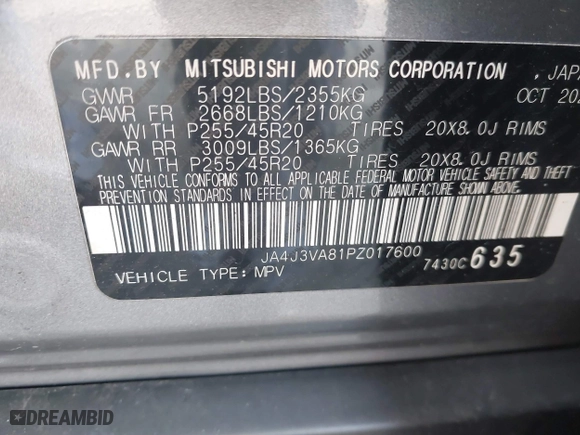 MFD.BY MITSUBISHI MOTORS CORPORATION , JAP
GVWR 5192LBS/2355KG OCT 20
GAWR FR 2668LBS/1210KG
WITH P255/45R20 TIRES 20X8.0J RIMS
GAWR RR 3009LBS/1365KG
WITH P255/45R20 TIRES 20X8.0J RIMS
THIS VEHICLE CONFORMS TO ALL APPLICABLE FEDERAL MOTOR VEHICLE SAFETY AND THEFT
PREVENTION STANDARDS IN EFFECT ON THE DATE OF MANUFACTURE SHOWN ABOVE.
JA4J3VA81PZ017600
VEHICLE TYPE: MPV 7430C 635
DREAMBID